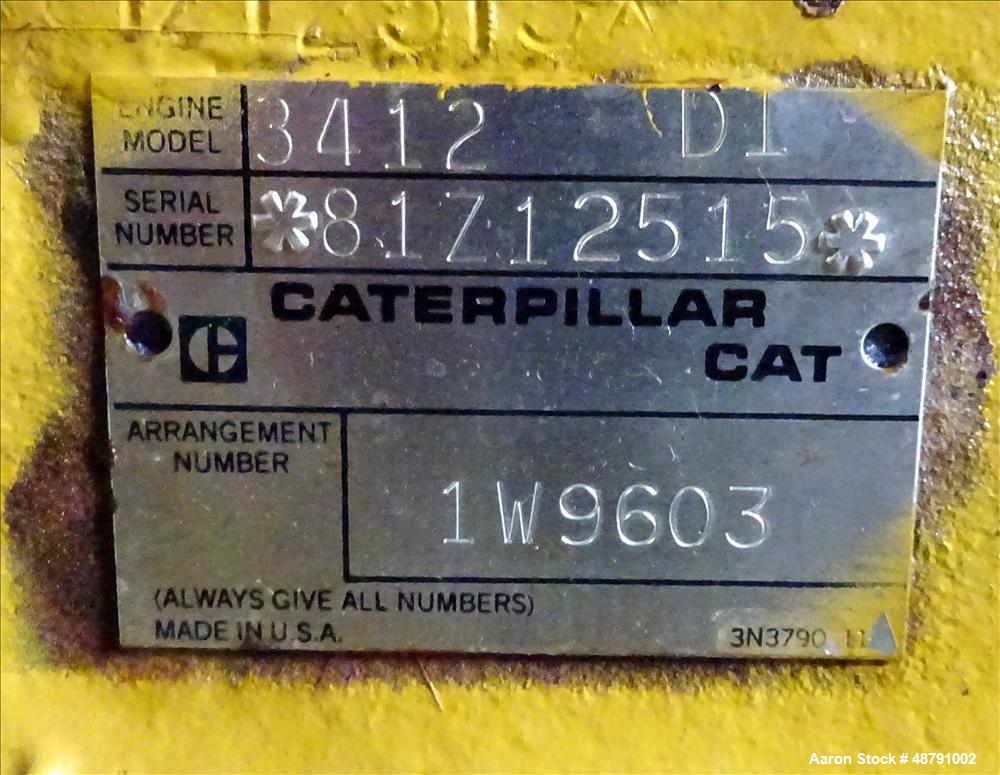 ENGINE MODEL 3412 DI
SERIAL NUMBER *81Z12515*
CATERPILLAR
CAT
ARRANGEMENT NUMBER
1W9603
(ALWAYS GIVE ALL NUMBERS)
MADE IN U.S.A.
3N3790
Aaron Stock # 48791002